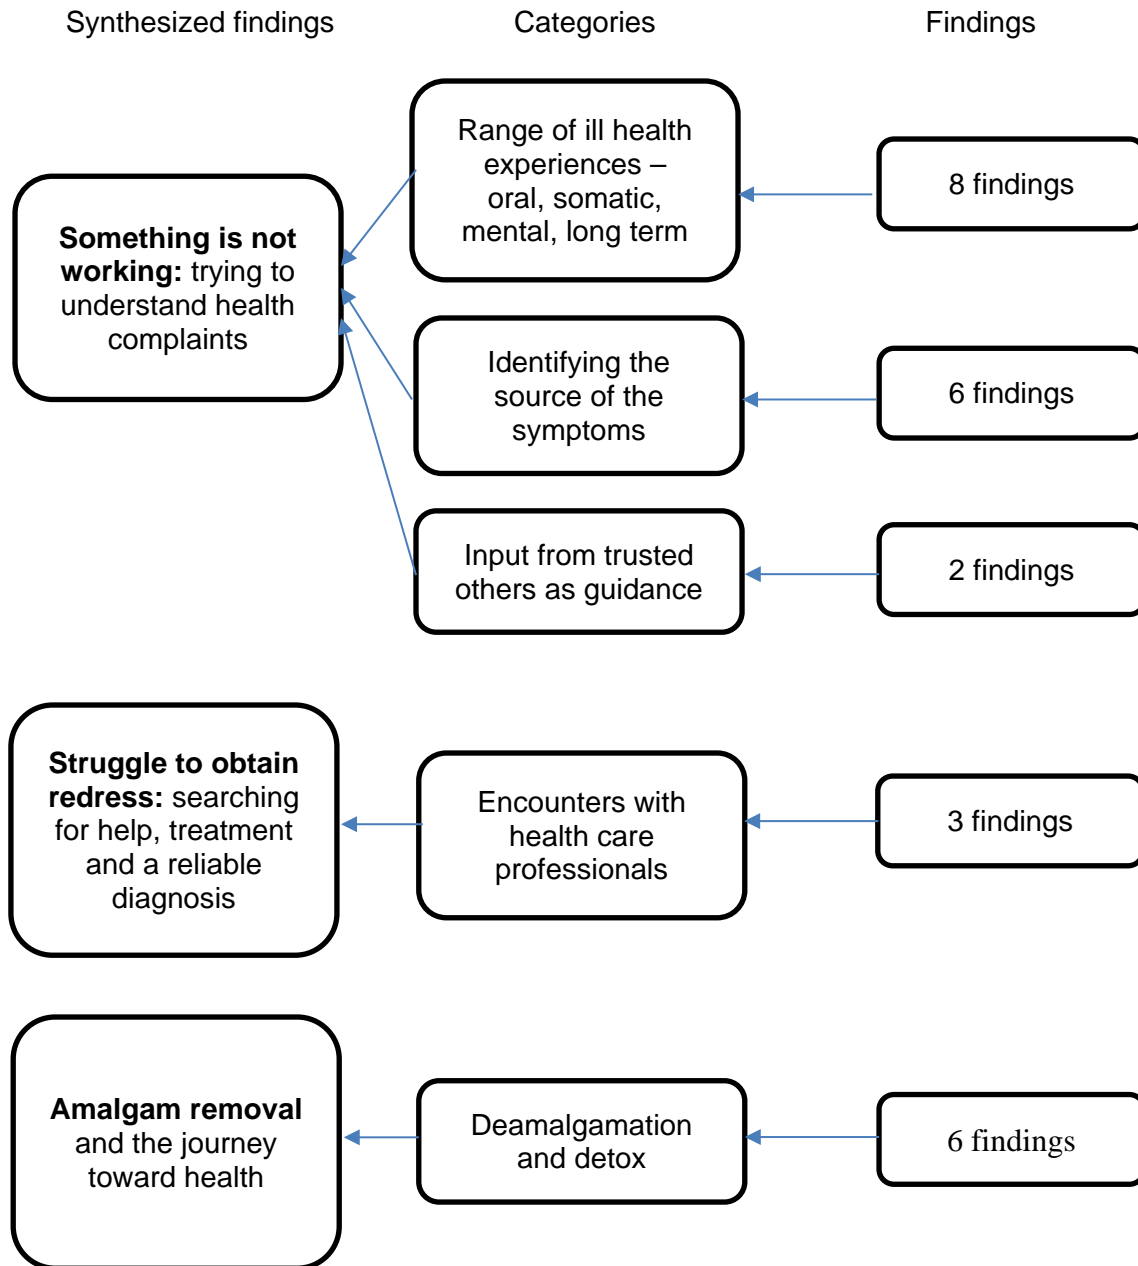 Synthesized findings
Categories
Findings
Something is not
working: trying to
understand health
complaints
Range of ill health
experiences –
oral, somatic,
mental, long term
8 findings
Identifying the
source of the
symptoms
6 findings
Input from trusted
others as guidance
2 findings
Struggle to obtain
redress: searching
for help, treatment
and a reliable
diagnosis
Encounters with
health care
professionals
3 findings
Amalgam removal
and the journey
toward health
Deamalgamation
and detox
6 findings